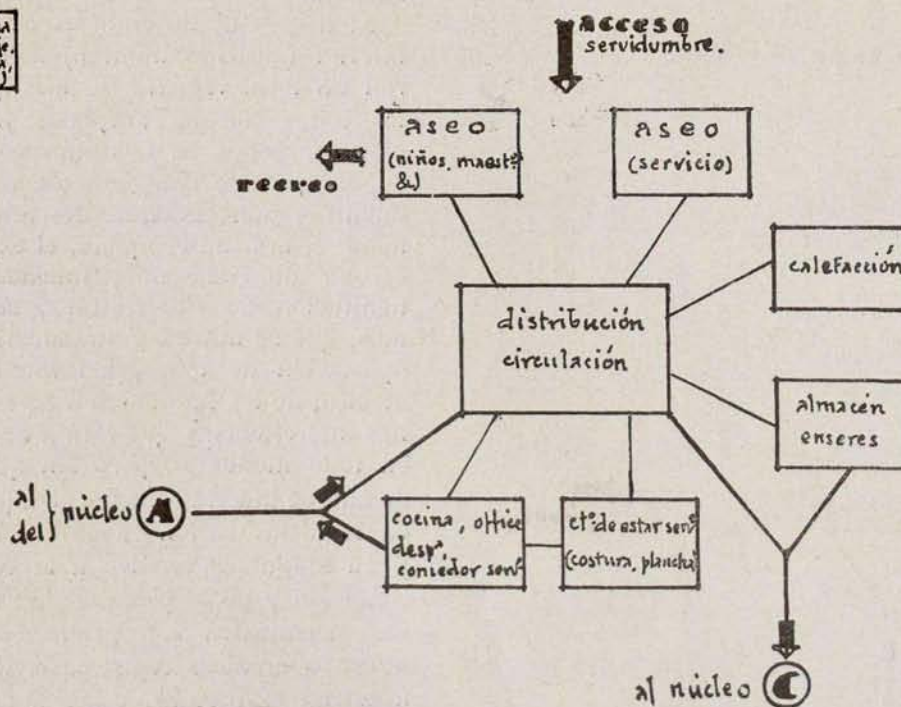 acceso
servidumbre.
aseo
(niños, maestᵒˢ
&)
recreo
aseo
(servicio)
calefacción
distribución
circulación
almacén
enseres
al
del } núcleo A
cocina, office
despª,
comedor servº
ctº de estar servº
(costura, plancha)
al núcleo C